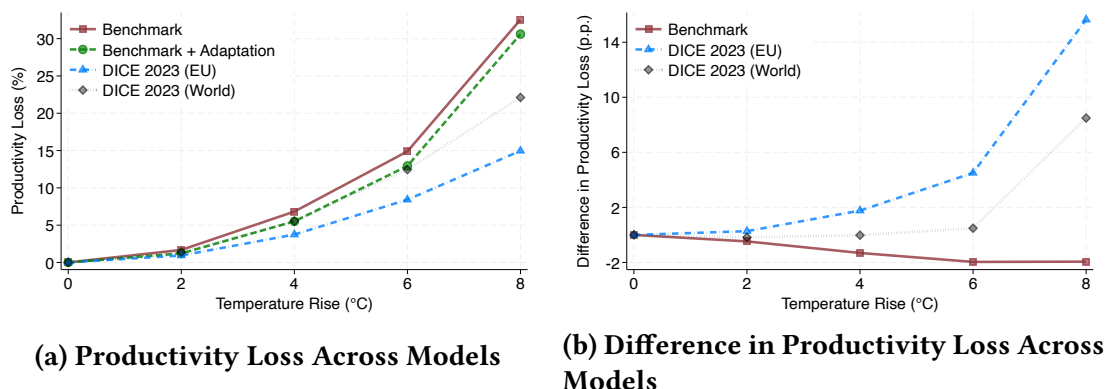 Productivity Loss (%)
30
25
20
15
10
5
0
Benchmark
Benchmark + Adaptation
DICE 2023 (EU)
DICE 2023 (World)
0 2 4 6 8
Temperature Rise (°C)
(a) Productivity Loss Across Models
Difference in Productivity Loss (p.p.)
14
10
6
2
-2
Benchmark
DICE 2023 (EU)
DICE 2023 (World)
0 2 4 6 8
Temperature Rise (°C)
(b) Difference in Productivity Loss Across
Models